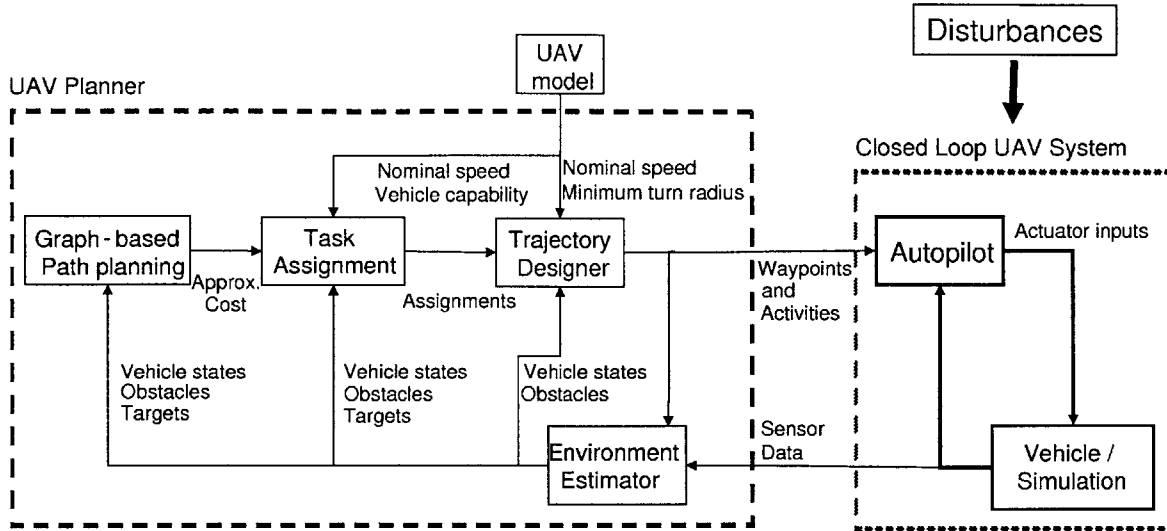 Disturbances
UAV
model
UAV Planner
Closed Loop UAV System
Nominal speed
Vehicle capability
Nominal speed
Minimum turn radius
Graph-based
Path planning
Task
Assignment
Trajectory
Designer
Autopilot
Actuator inputs
Approx.
Cost
Assignments
Waypoints
and
Activities
Vehicle states
Obstacles
Targets
Vehicle states
Obstacles
Targets
Vehicle states
Obstacles
Environment
Estimator
Sensor
Data
Vehicle /
Simulation